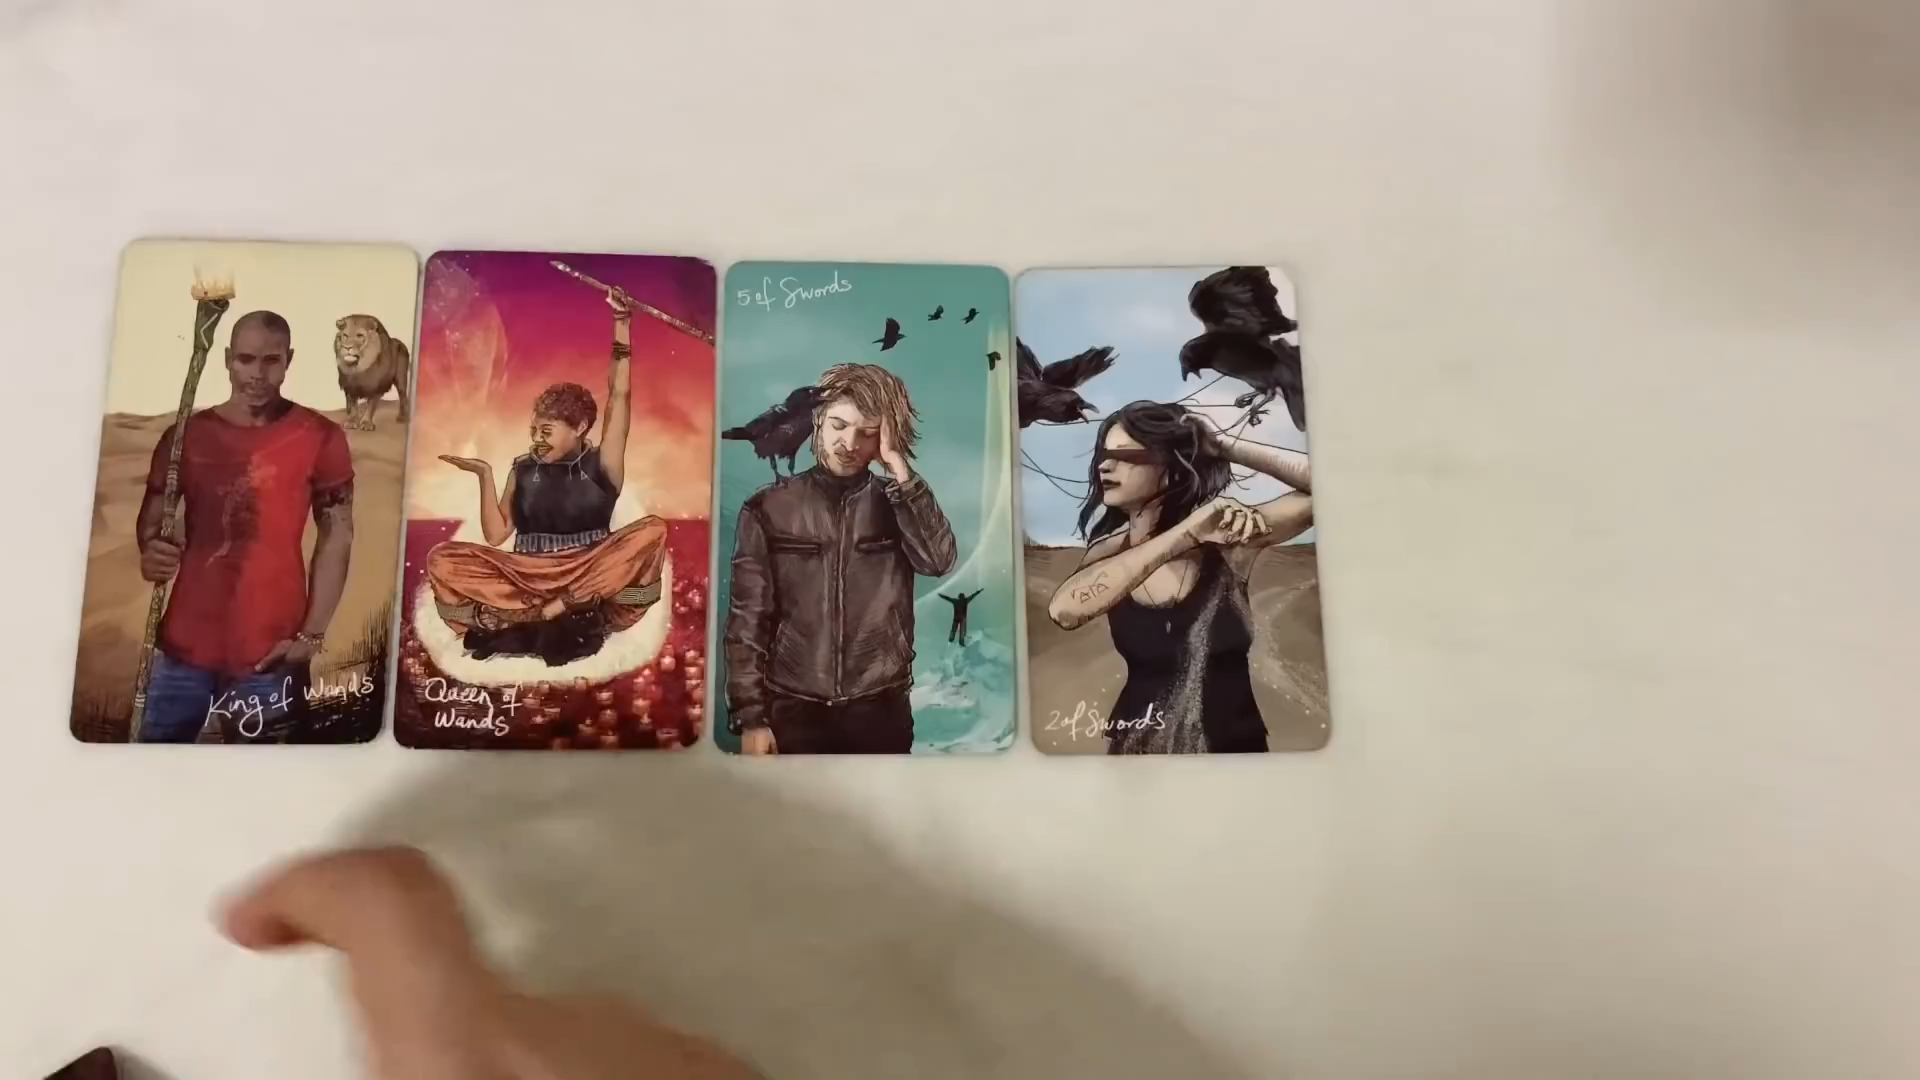 King of Wands
Queen of
Wands
5 of Swords
2 of Swords